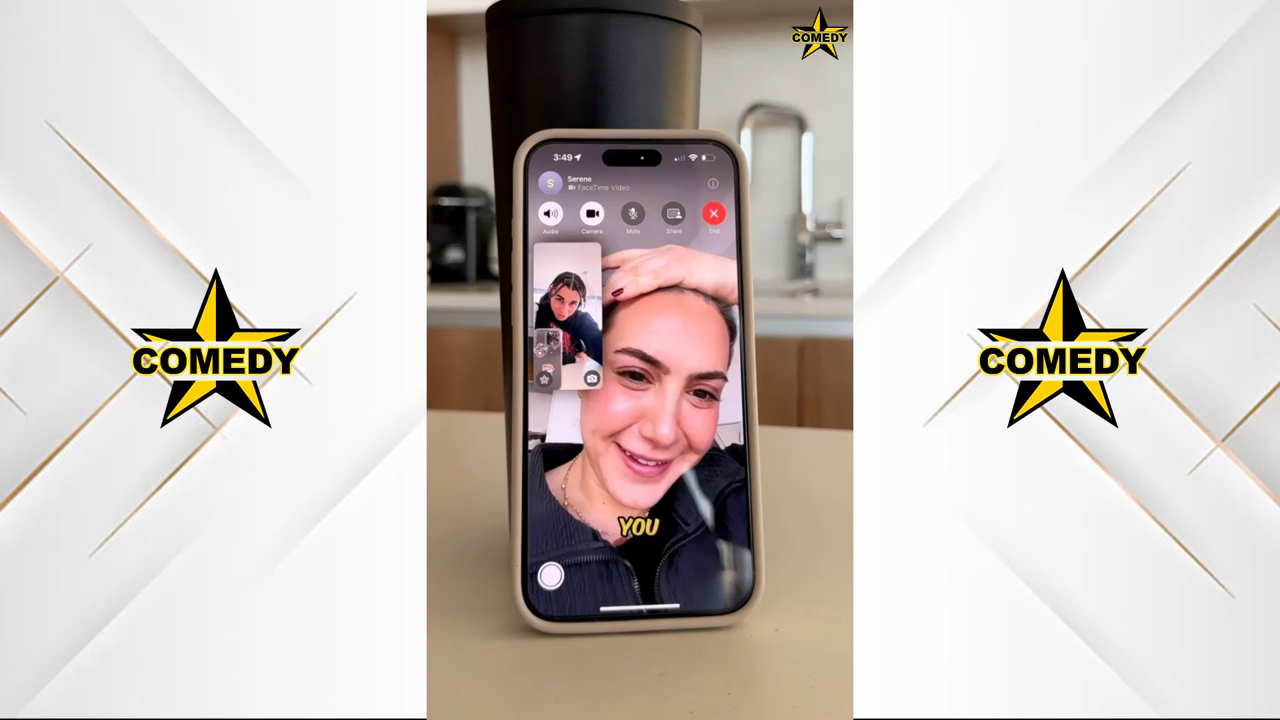 COMEDY
3:49
S
Serene
FaceTime Video
Audio
Camera
Mute
Share
End
YOU
COMEDY
COMEDY